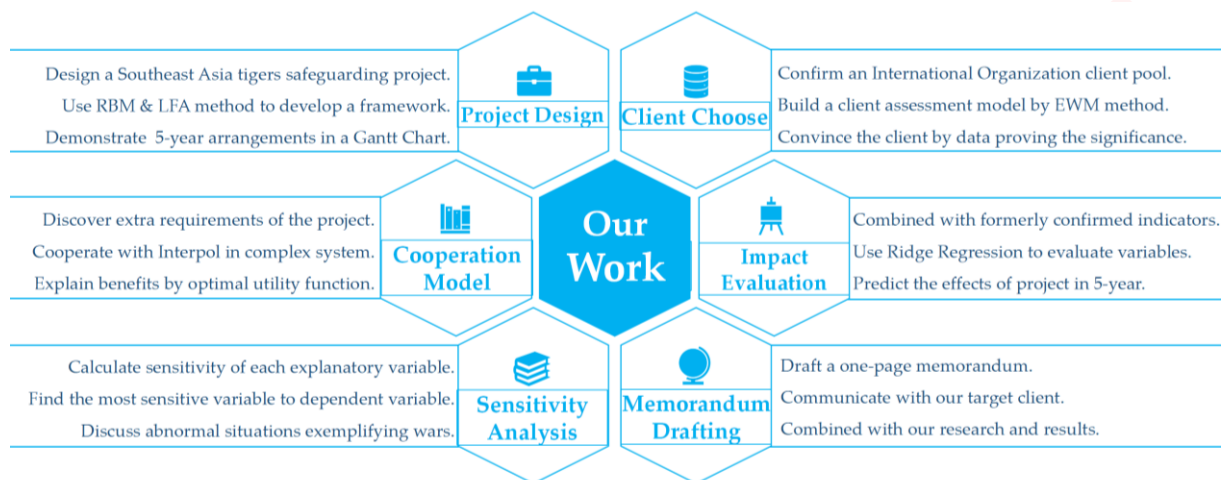 Design a Southeast Asia tigers safeguarding project.
Use RBM & LFA method to develop a framework.
Demonstrate 5-year arrangements in a Gantt Chart.
Project Design
Client Choose
Confirm an International Organization client pool.
Build a client assessment model by EWM method.
Convince the client by data proving the significance.
Discover extra requirements of the project.
Cooperate with Interpol in complex system.
Explain benefits by optimal utility function.
Cooperation
Model
Our
Work
Impact
Evaluation
Combined with formerly confirmed indicators.
Use Ridge Regression to evaluate variables.
Predict the effects of project in 5-year.
Calculate sensitivity of each explanatory variable.
Find the most sensitive variable to dependent variable.
Discuss abnormal situations exemplifying wars.
Sensitivity
Analysis
Memorandum
Drafting
Draft a one-page memorandum.
Communicate with our target client.
Combined with our research and results.